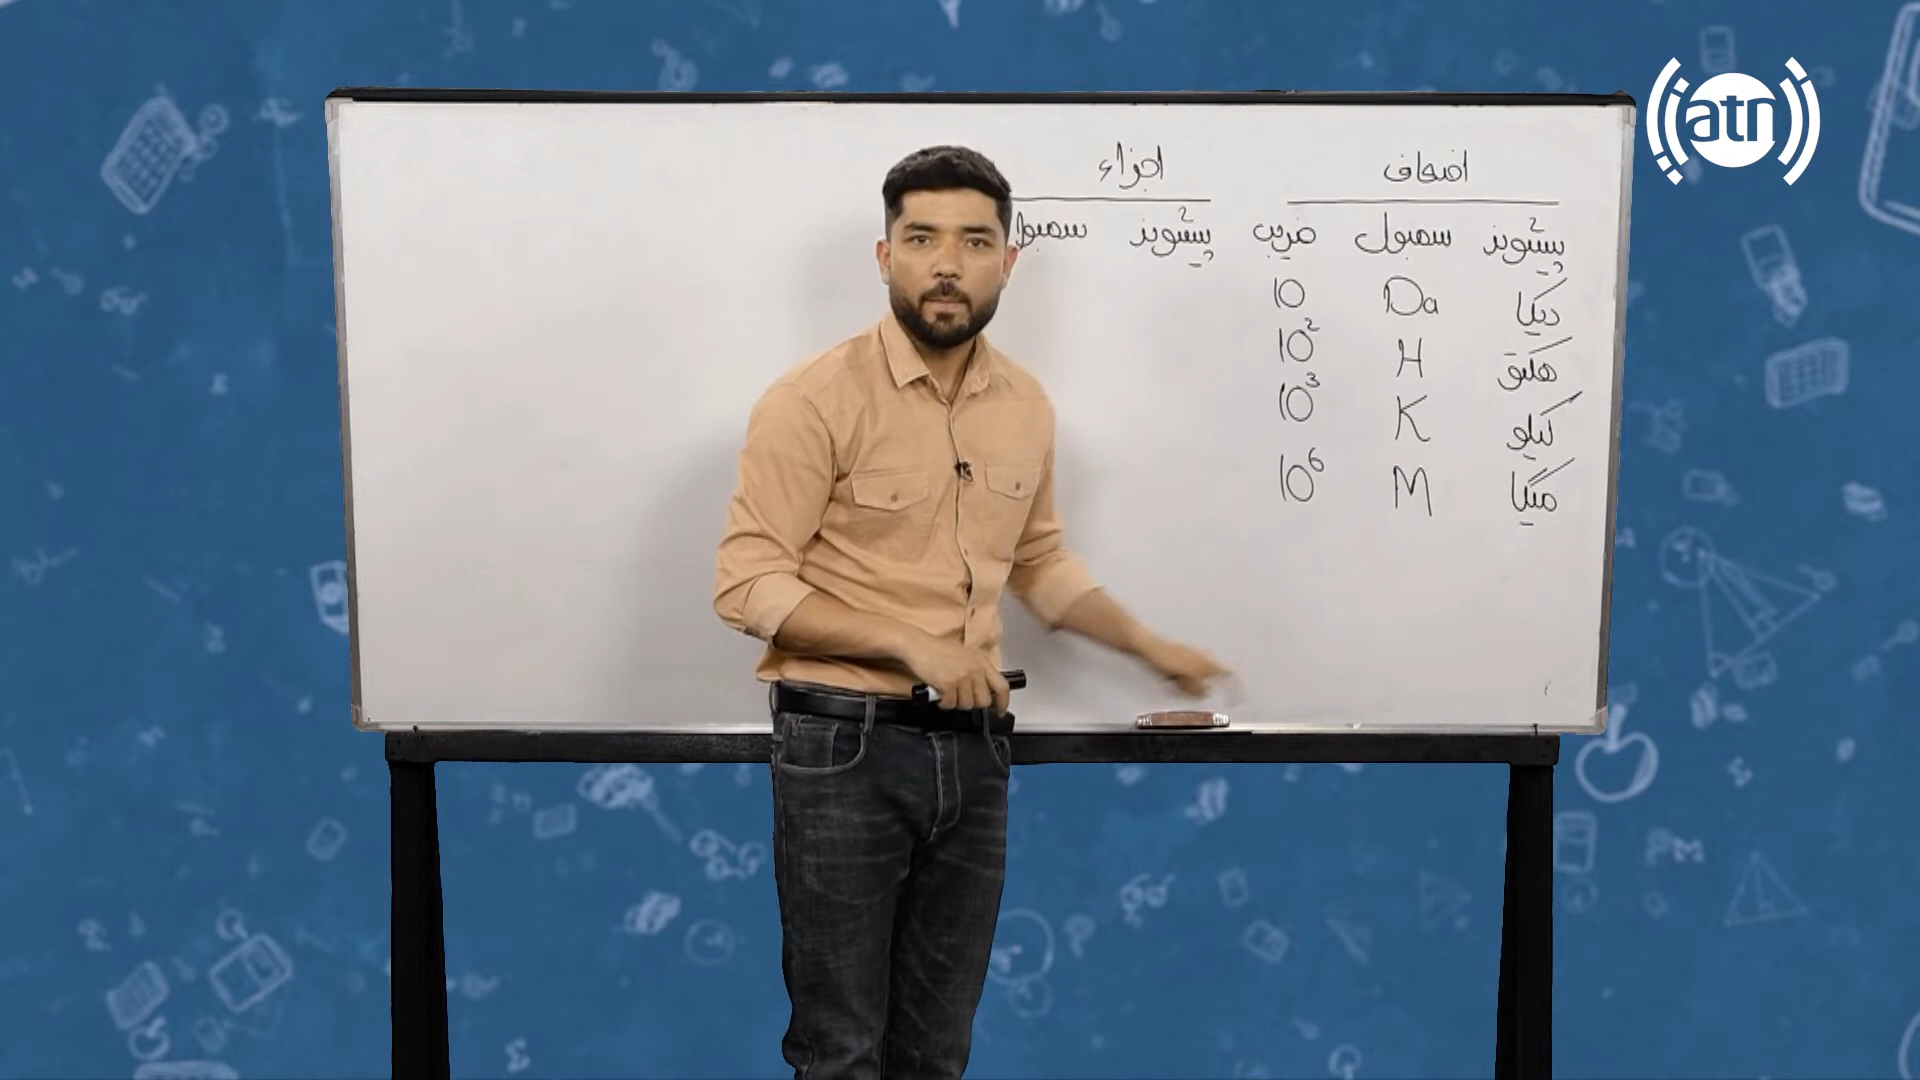 atn
اضعاف
اجزاء
پیشوند سمبول ضریب
پیشوند سمبول
دیکا Da 10
هکتو H 10²
کیلو K 10³
میگا M 10⁶